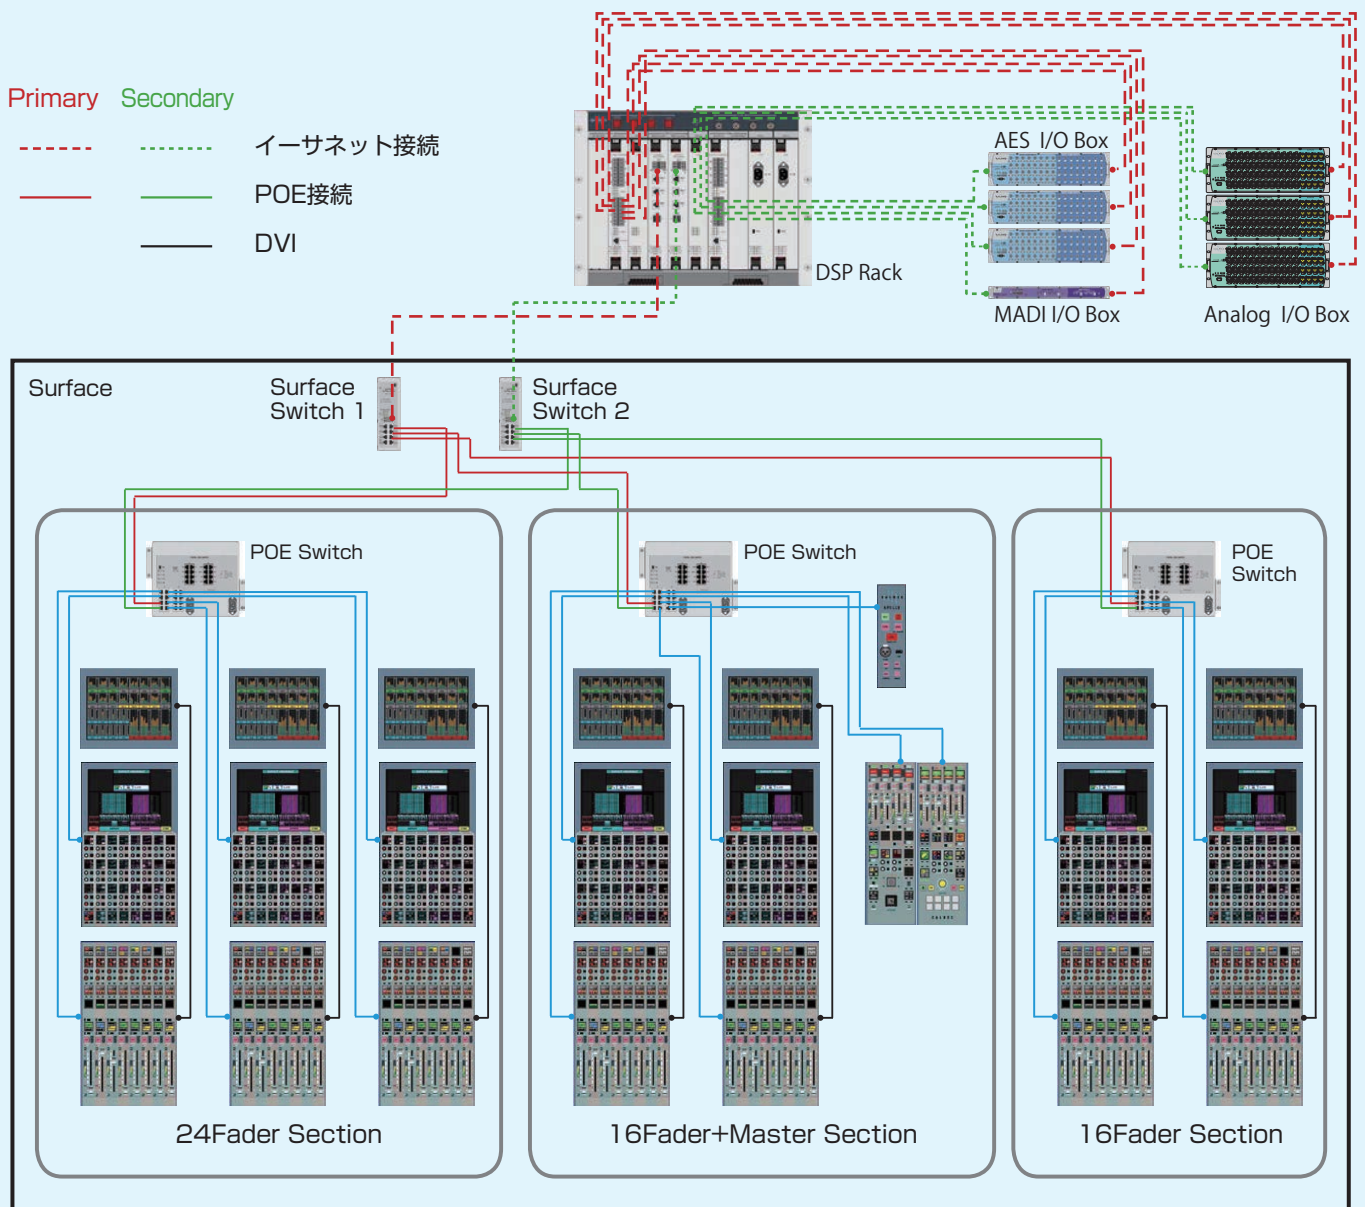 Primary Secondary
イーサネット接続
POE接続
DVI
AES I/O Box
DSP Rack
MADI I/O Box
Analog I/O Box
Surface
Surface
Switch 1
Surface
Switch 2
POE Switch
POE Switch
POE
Switch
24Fader Section
16Fader+Master Section
16Fader Section